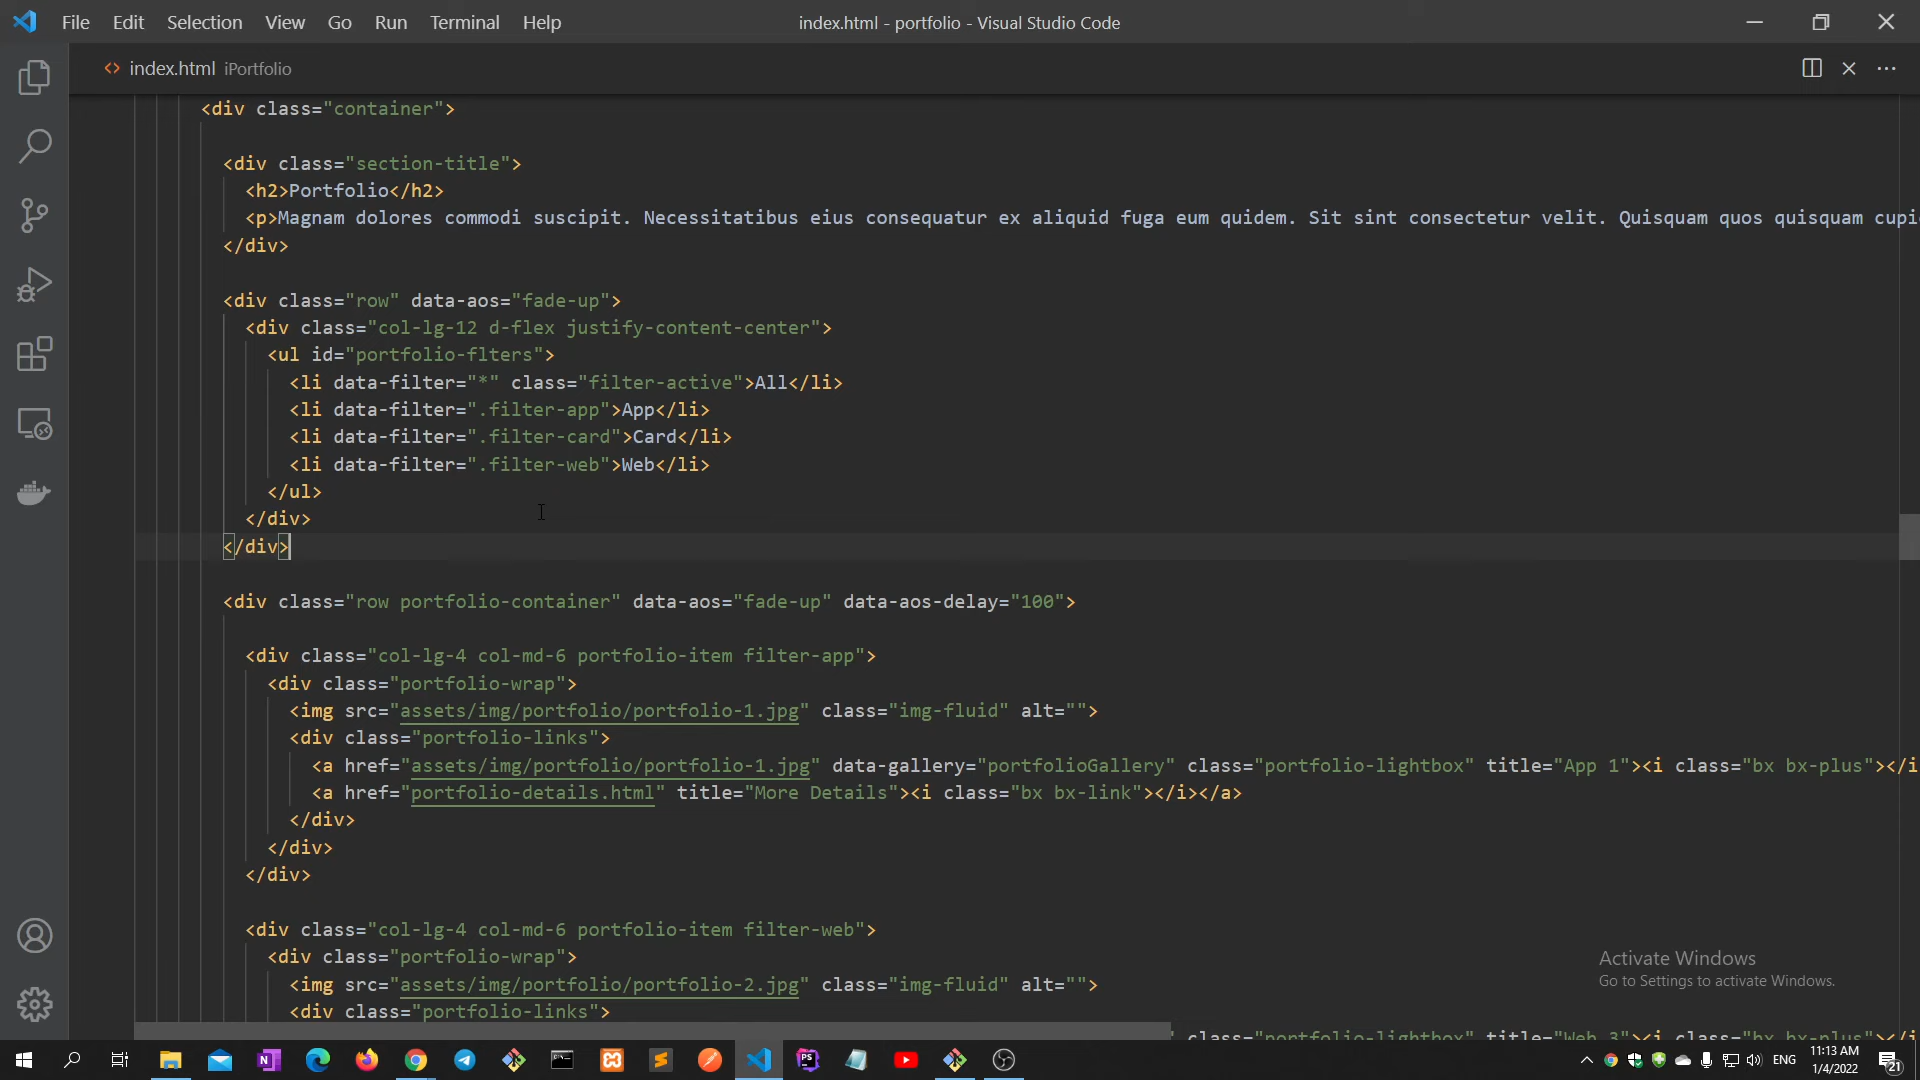 File Edit Selection View Go Run Terminal Help
index.html - portfolio - Visual Studio Code
<> index.html iPortfolio
<div class="container">
<div class="section-title">
<h2>Portfolio</h2>
<p>Magnam dolores commodi suscipit. Necessitatibus eius consequatur ex aliquid fuga eum quidem. Sit sint consectetur velit. Quisquam quos quisquam cupi
</div>
<div class="row" data-aos="fade-up">
<div class="col-lg-12 d-flex justify-content-center">
<ul id="portfolio-flters">
<li data-filter="*" class="filter-active">All</li>
<li data-filter=".filter-app">App</li>
<li data-filter=".filter-card">Card</li>
<li data-filter=".filter-web">Web</li>
</ul>
</div>
</div>
<div class="row portfolio-container" data-aos="fade-up" data-aos-delay="100">
<div class="col-lg-4 col-md-6 portfolio-item filter-app">
<div class="portfolio-wrap">
<img src="assets/img/portfolio/portfolio-1.jpg" class="img-fluid" alt="">
<div class="portfolio-links">
<a href="assets/img/portfolio/portfolio-1.jpg" data-gallery="portfolioGallery" class="portfolio-lightbox" title="App 1"><i class="bx bx-plus"></i
<a href="portfolio-details.html" title="More Details"><i class="bx bx-link"></i></a>
</div>
</div>
</div>
<div class="col-lg-4 col-md-6 portfolio-item filter-web">
<div class="portfolio-wrap">
<img src="assets/img/portfolio/portfolio-2.jpg" class="img-fluid" alt="">
<div class="portfolio-links">
" class="portfolio-lightbox" title="Web 3"><i class="bx bx-plus"></i
Activate Windows
Go to Settings to activate Windows.
ENG
11:13 AM
1/4/2022
21